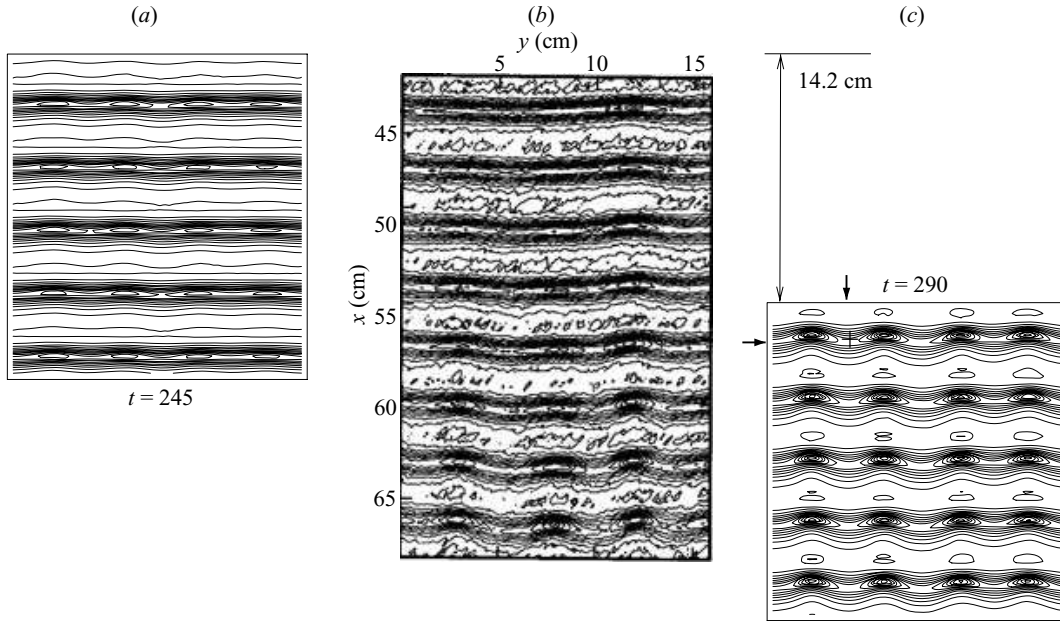 (a)
(b)
(c)
y (cm)
5 10 15
14.2 cm
45
50
x (cm)
55
t = 290
60
t = 245
65